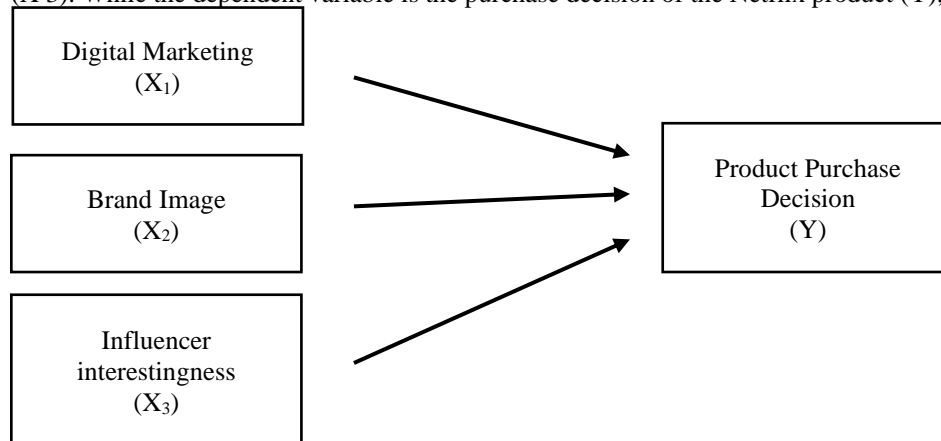 (X 3). While the dependent variable is the purchase decision of the Netflix product (Y),
Digital Marketing
(X₁)
Brand Image
(X₂)
Influencer
interestingness
(X₃)
Product Purchase
Decision
(Y)